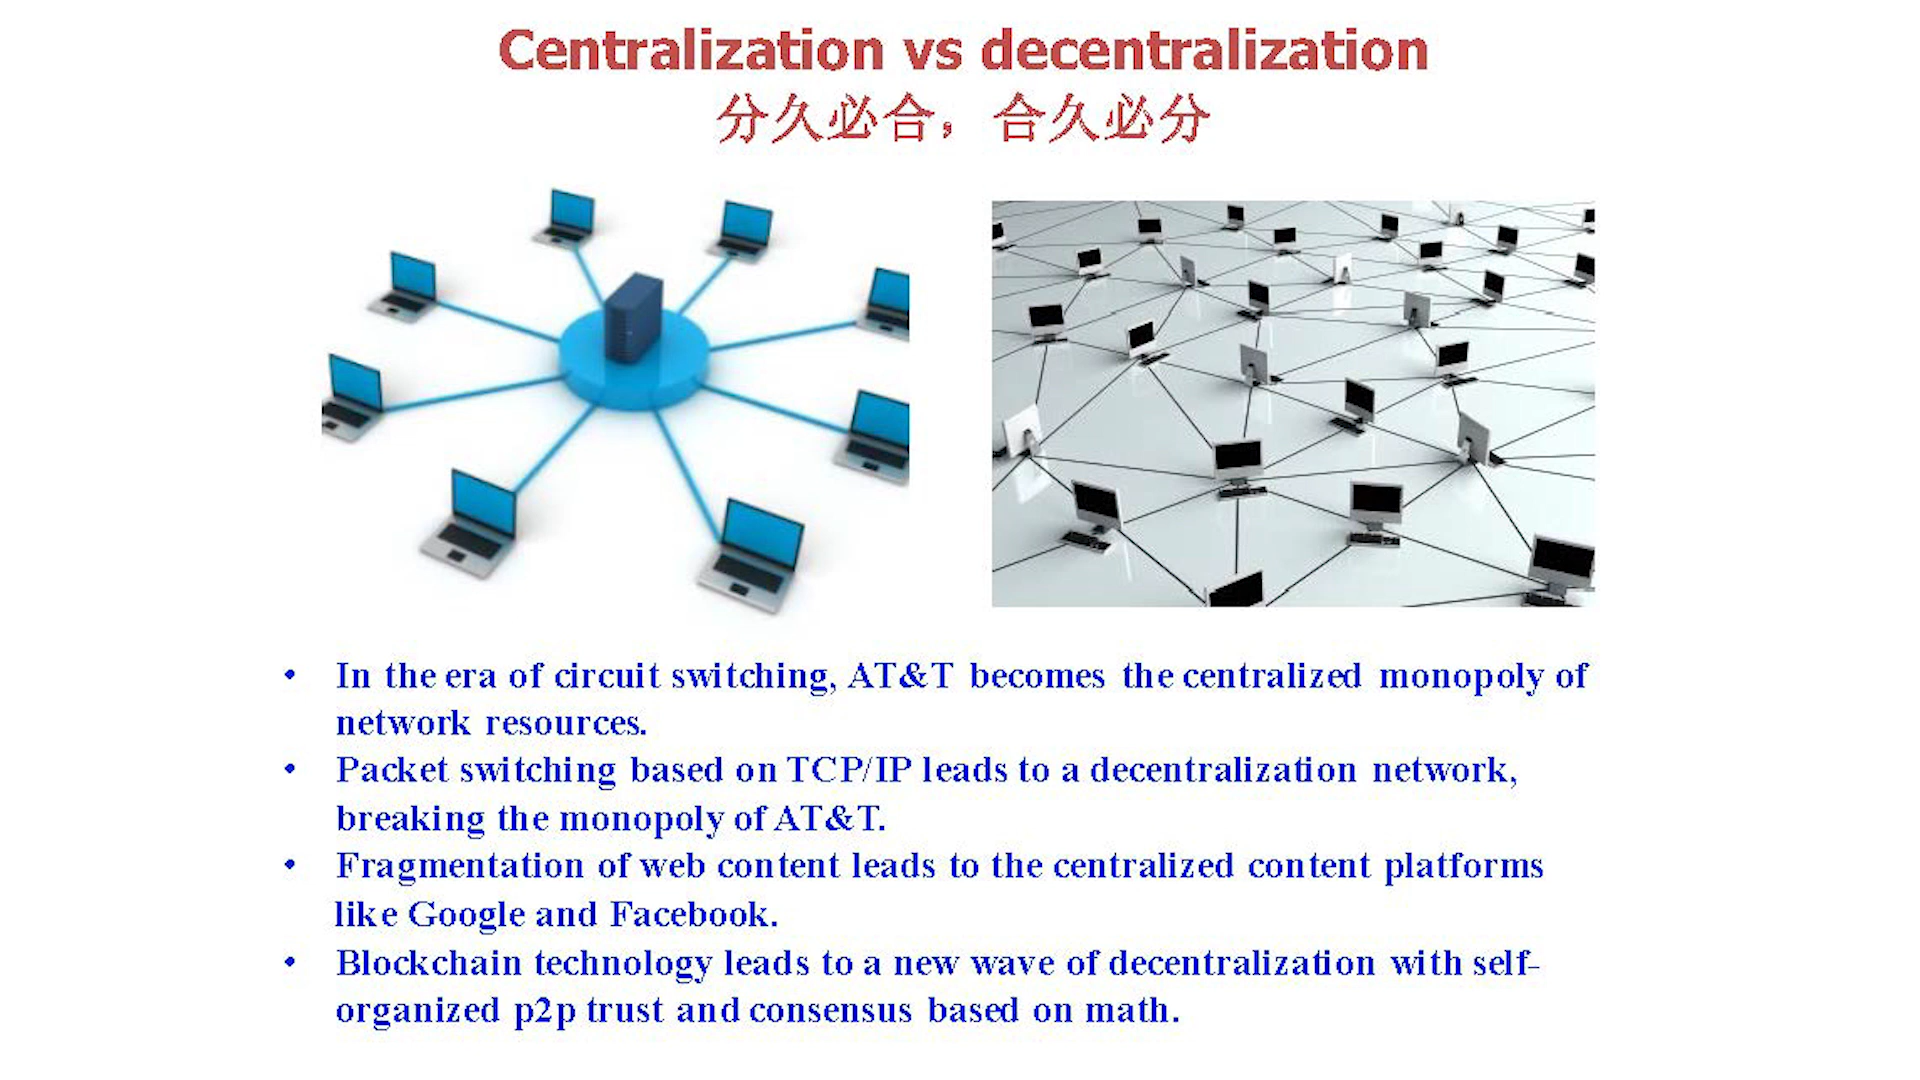 Centralization vs decentralization
分久必合，合久必分
• In the era of circuit switching, AT&T becomes the centralized monopoly of
network resources.
• Packet switching based on TCP/IP leads to a decentralization network,
breaking the monopoly of AT&T.
• Fragmentation of web content leads to the centralized content platforms
like Google and Facebook.
• Blockchain technology leads to a new wave of decentralization with self-
organized p2p trust and consensus based on math.